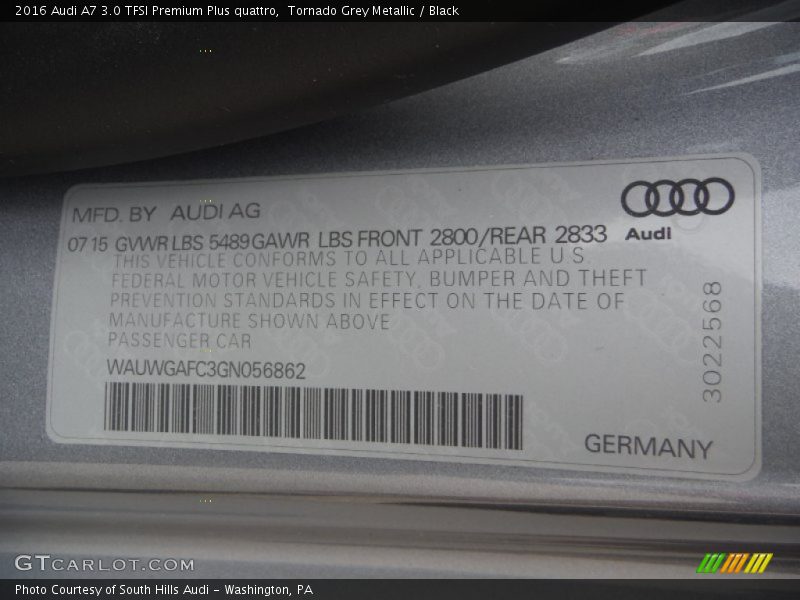 2016 Audi A7 3.0 TFSI Premium Plus quattro,  Tornado Grey Metallic / Black
MFD. BY  AUDI AG
Audi
07 15  GVWR LBS 5489 GAWR  LBS FRONT  2800/REAR 2833
THIS VEHICLE CONFORMS TO ALL APPLICABLE U.S.
FEDERAL MOTOR VEHICLE SAFETY, BUMPER AND THEFT
PREVENTION STANDARDS IN EFFECT ON THE DATE OF
MANUFACTURE SHOWN ABOVE
PASSENGER CAR
WAUWGAFC3GN056862
3022568
GERMANY
GTCARLOT.COM
Photo Courtesy of South Hills Audi - Washington, PA